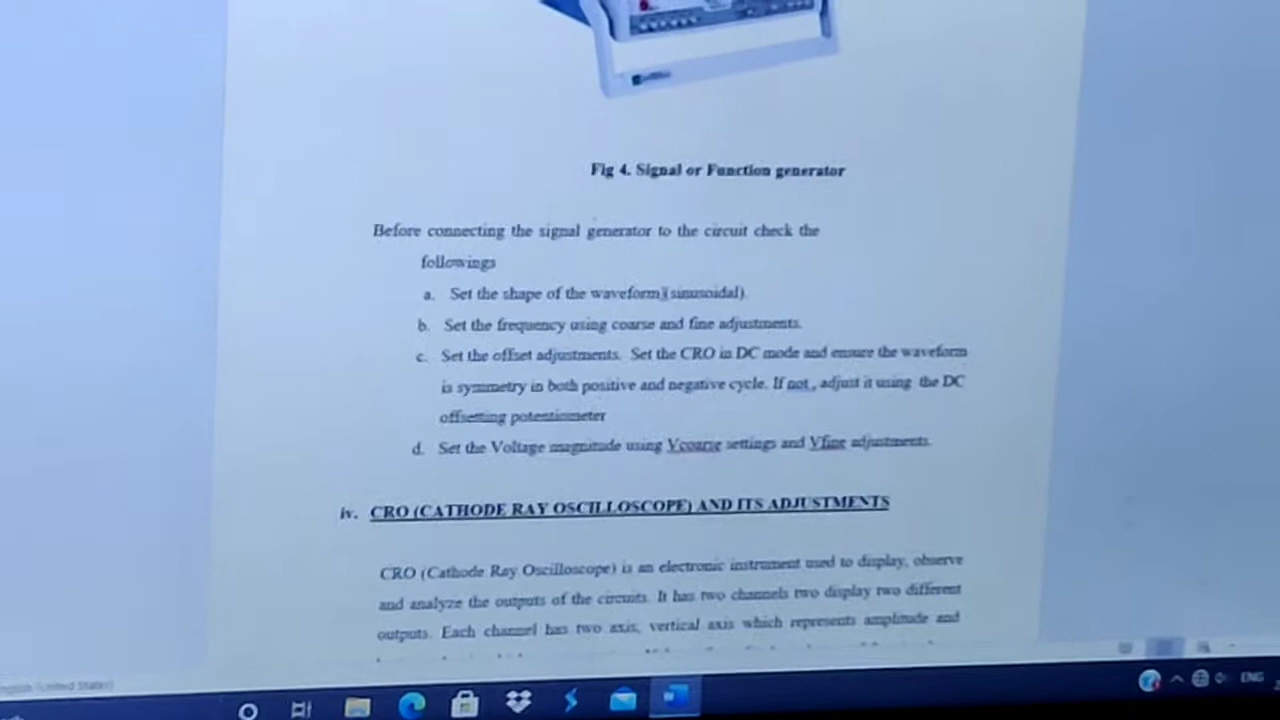 Fig 4. Signal or Function generator
Before connecting the signal generator to the circuit check the
followings
a. Set the shape of the waveform (sinusoidal)
b. Set the frequency using coarse and fine adjustments.
c. Set the offset adjustments. Set the CRO in DC mode and ensure the waveform
is symmetry in both positive and negative cycle. If not , adjust it using the DC
offsetting potentiometer
d. Set the Voltage magnitude using Vcoarse settings and Vfine adjustments.
iv. CRO (CATHODE RAY OSCILLOSCOPE) AND ITS ADJUSTMENTS
CRO (Cathode Ray Oscilloscope) is an electronic instrument used to display, observe
and analyze the outputs of the circuits. It has two channels two display two different
outputs. Each channel has two axis, vertical axis which represents amplitude and
English (United States)
ENG